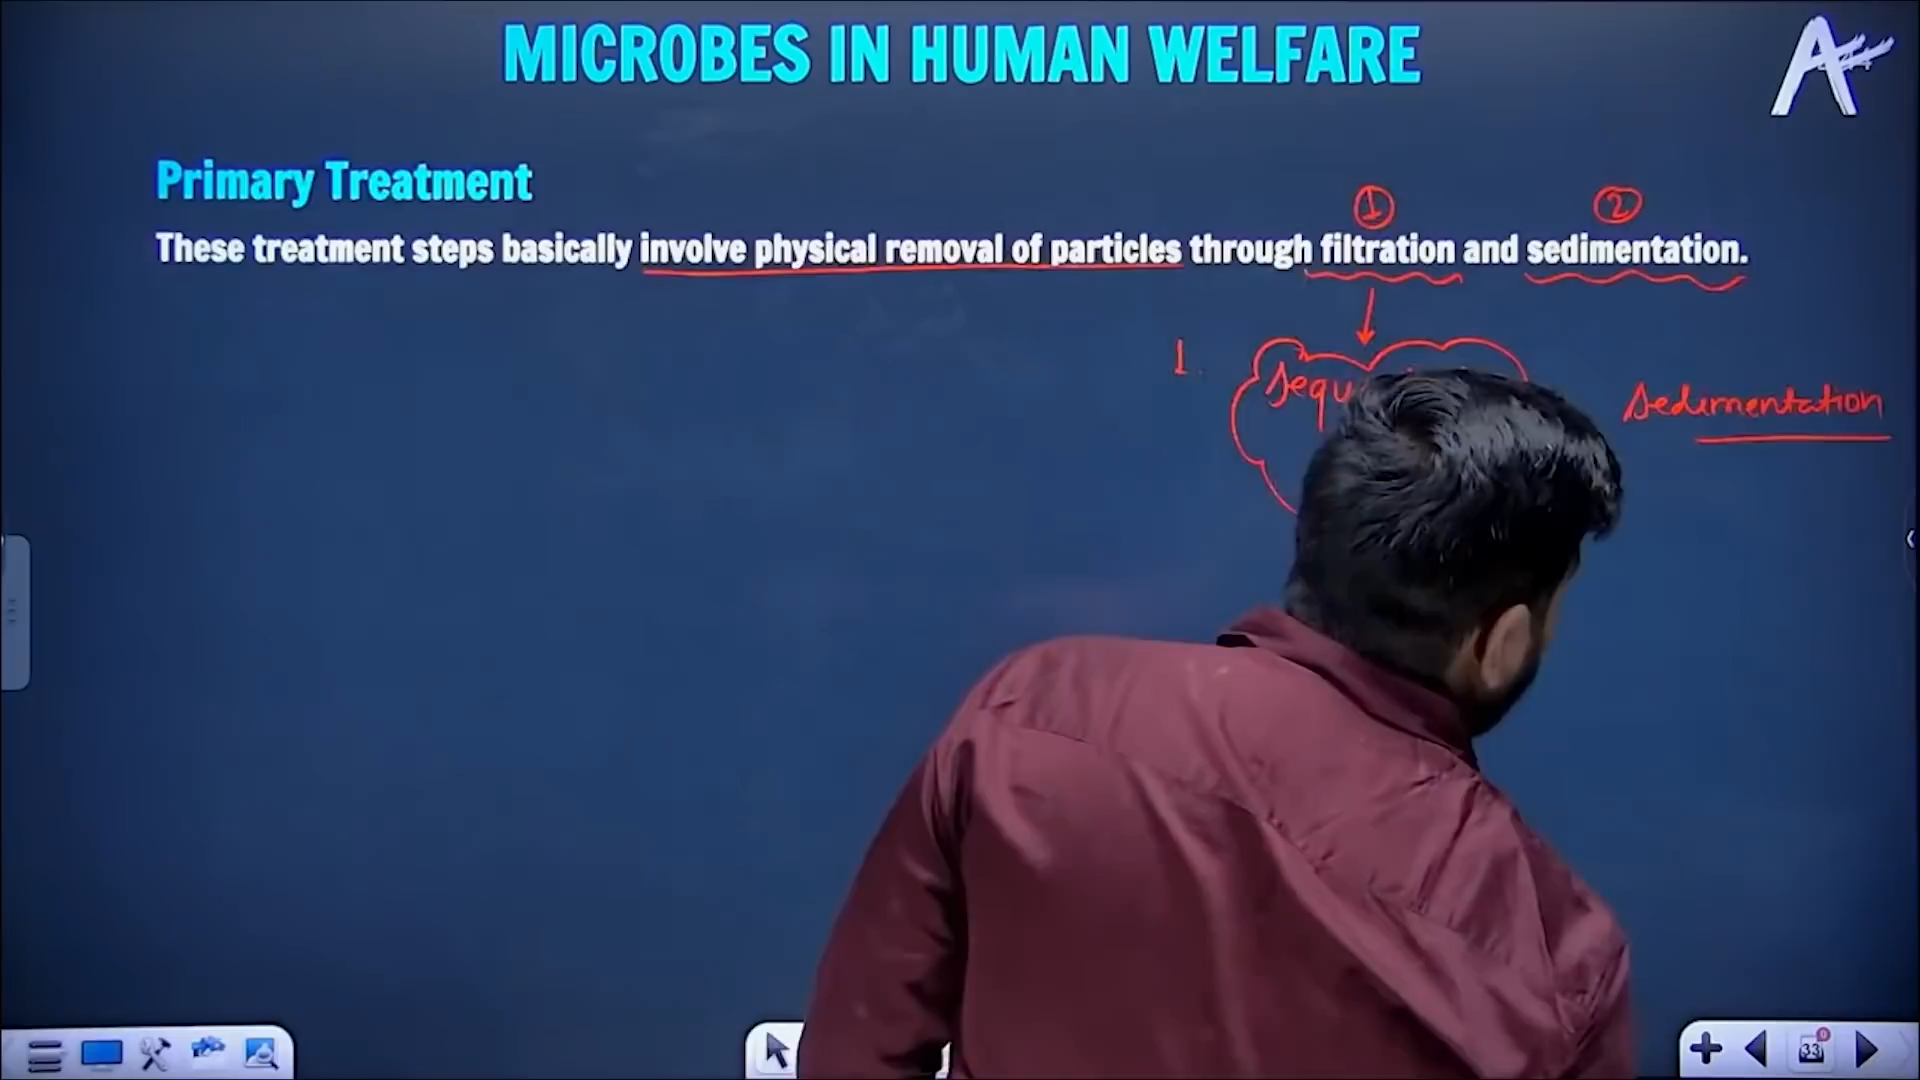 MICROBES IN HUMAN WELFARE
A++
Primary Treatment
① ②
These treatment steps basically involve physical removal of particles through filtration and sedimentation.
1.
Sedimentation
33